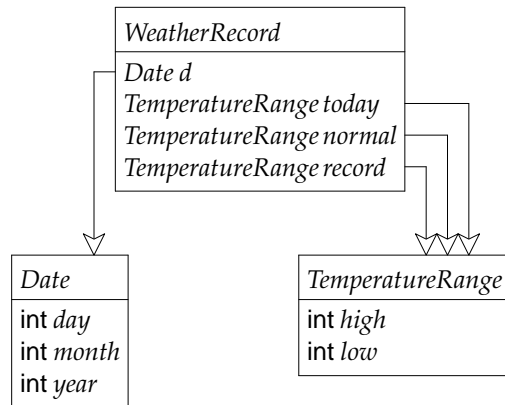 WeatherRecord
Date d
TemperatureRange today
TemperatureRange normal
TemperatureRange record
Date
int day
int month
int year
TemperatureRange
int high
int low